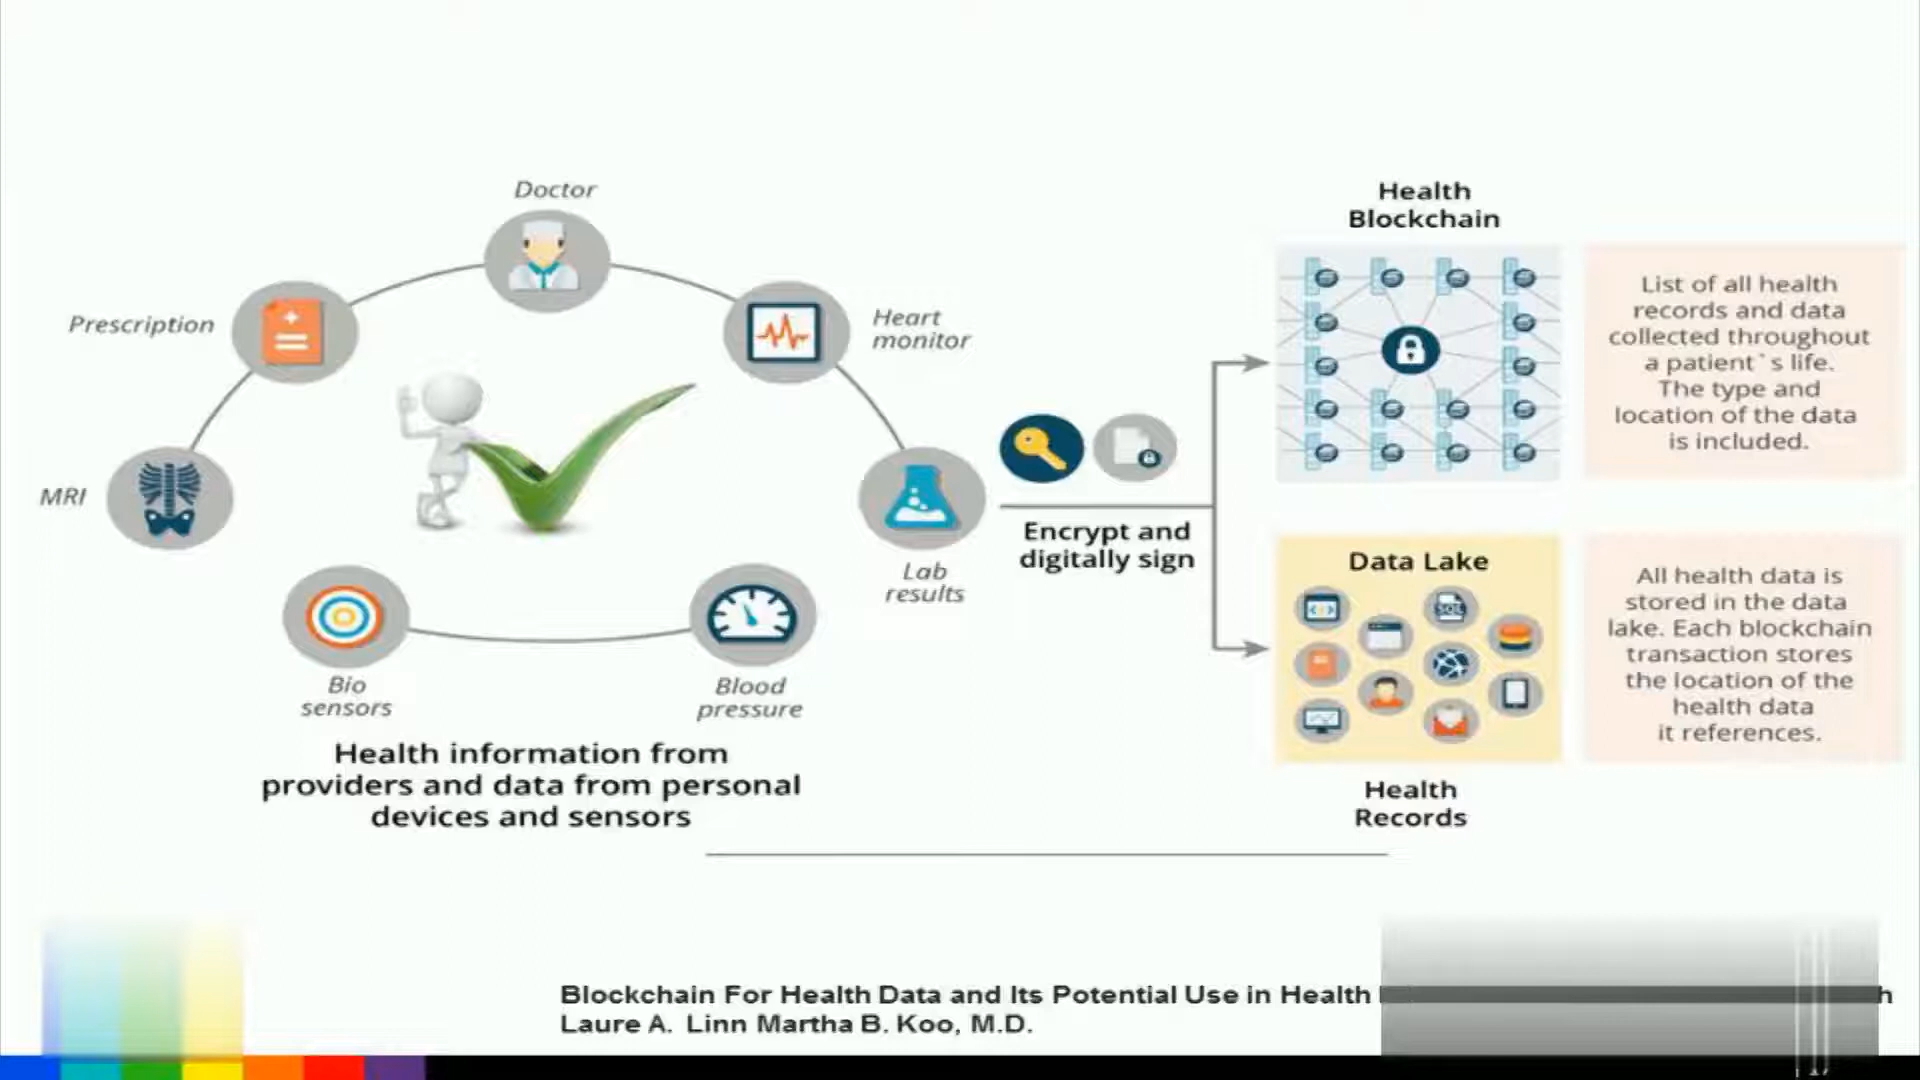 Doctor
Prescription
Heart
monitor
MRI
Lab
results
Bio
sensors
Blood
pressure
Health information from
providers and data from personal
devices and sensors
Encrypt and
digitally sign
Health
Blockchain
List of all health
records and data
collected throughout
a patient`s life.
The type and
location of the data
is included.
Data Lake
SQL
Health
Records
All health data is
stored in the data
lake. Each blockchain
transaction stores
the location of the
health data
it references.
Blockchain For Health Data and Its Potential Use in Health
Laure A. Linn Martha B. Koo, M.D.